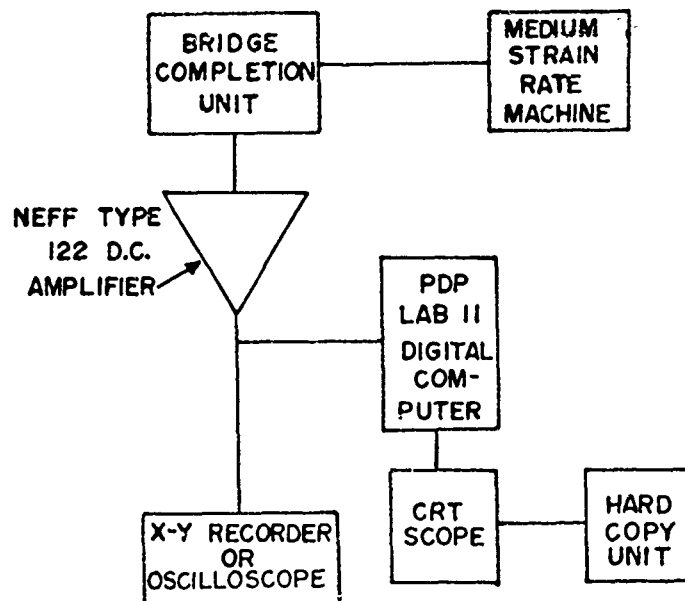 BRIDGE
COMPLETION
UNIT
MEDIUM
STRAIN
RATE
MACHINE
NEFF TYPE
122 D.C.
AMPLIFIER
PDP
LAB 11
DIGITAL
COM-
PUTER
X-Y RECORDER
OR
OSCILLOSCOPE
CRT
SCOPE
HARD
COPY
UNIT